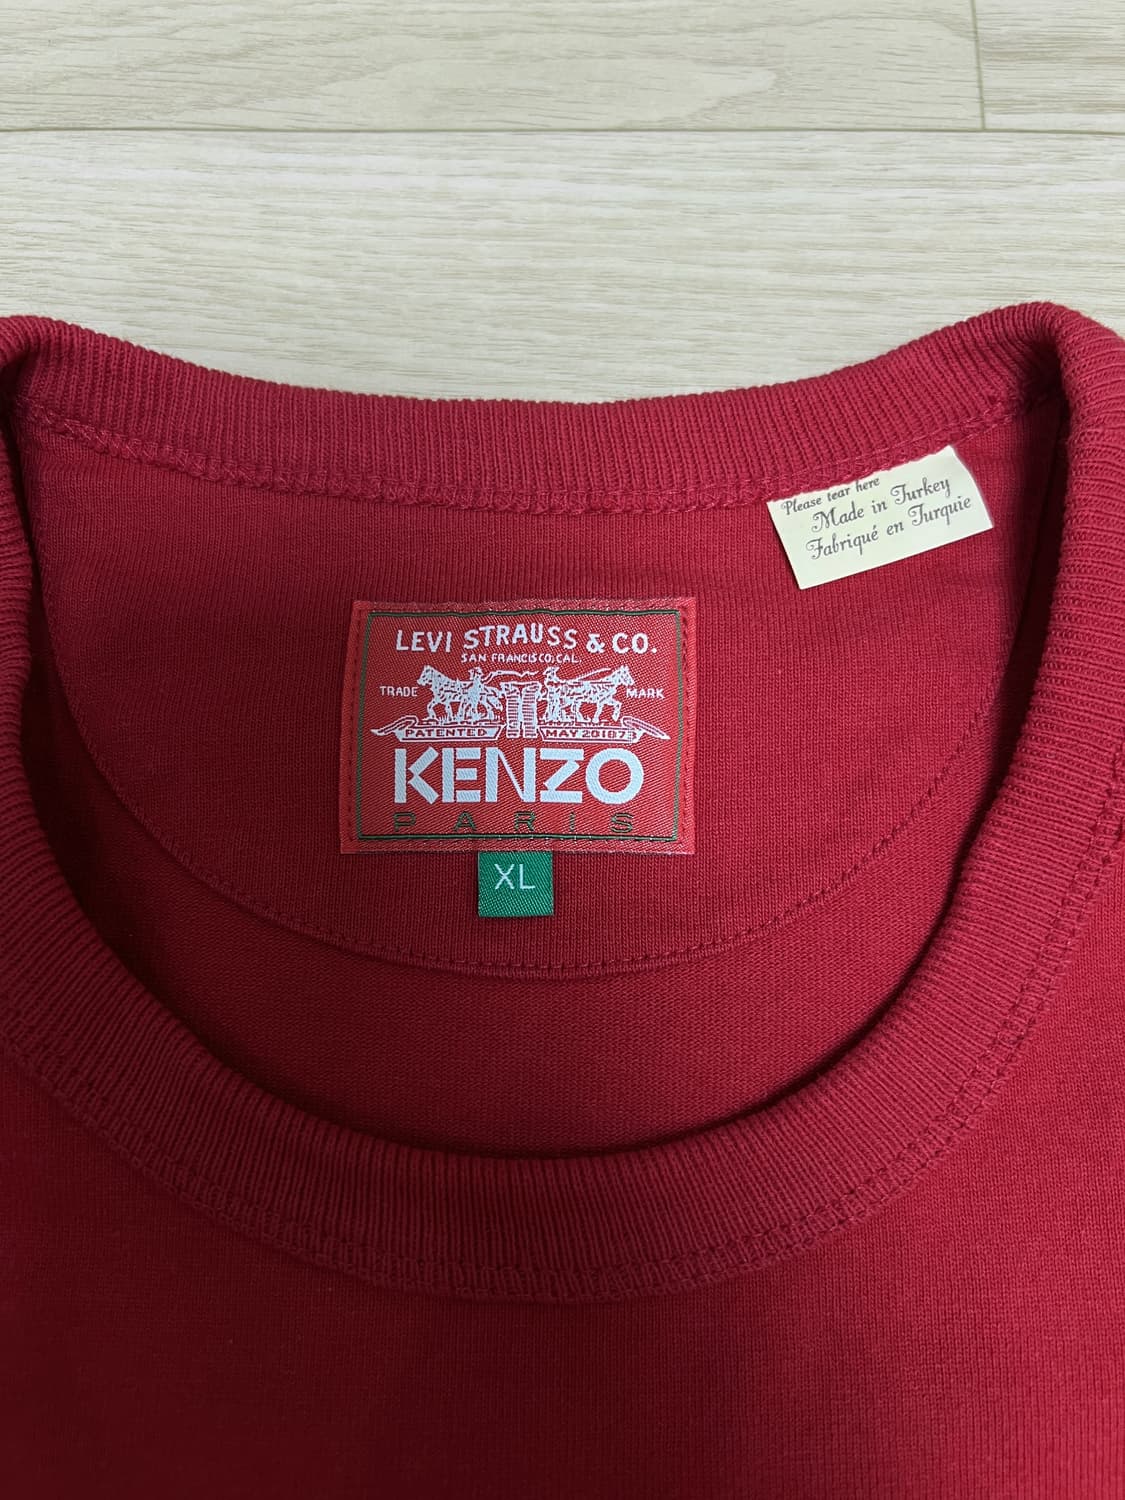 Please tear here
Made in Turkey
Fabriqué en Turquie
LEVI STRAUSS & CO.
SAN FRANCISCO, CAL.
TRADE MARK
PATENTED MAY 20 1873
KENZO
PARIS
XL